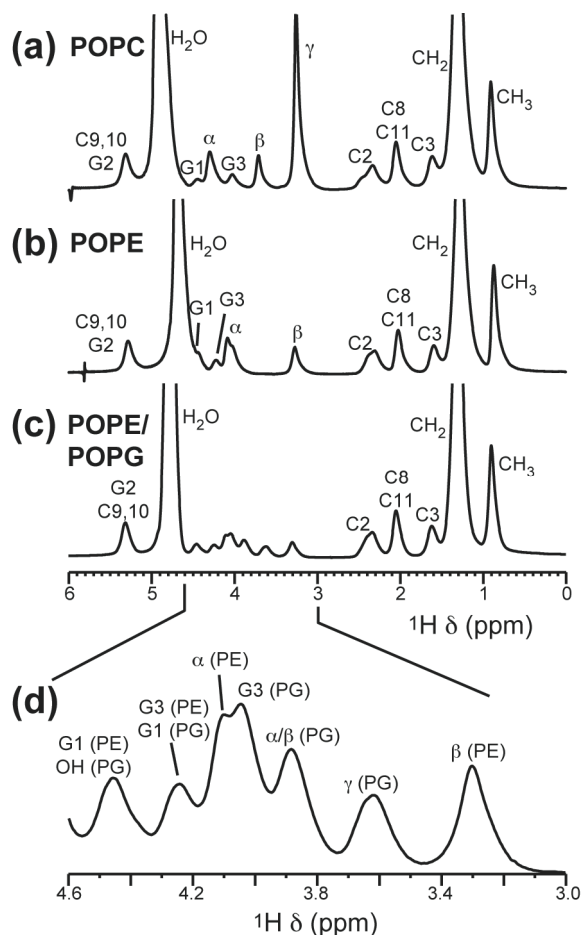 (a) POPC
C9,10
G2
H₂O
G1
α
G3
β
γ
C2
C8
C11
C3
CH₂
CH₃
(b) POPE
C9,10
G2
H₂O
G1
G3
α
β
C2
C8
C11
C3
CH₂
CH₃
(c) POPE/
POPG
G2
C9,10
H₂O
C2
C8
C11
C3
CH₂
CH₃
6 5 4 3 2 1 0
¹H δ (ppm)
(d)
G1 (PE)
OH (PG)
G3 (PE)
G1 (PG)
α (PE)
G3 (PG)
α/β (PG)
γ (PG)
β (PE)
4.6 4.2 3.8 3.4 3.0
¹H δ (ppm)